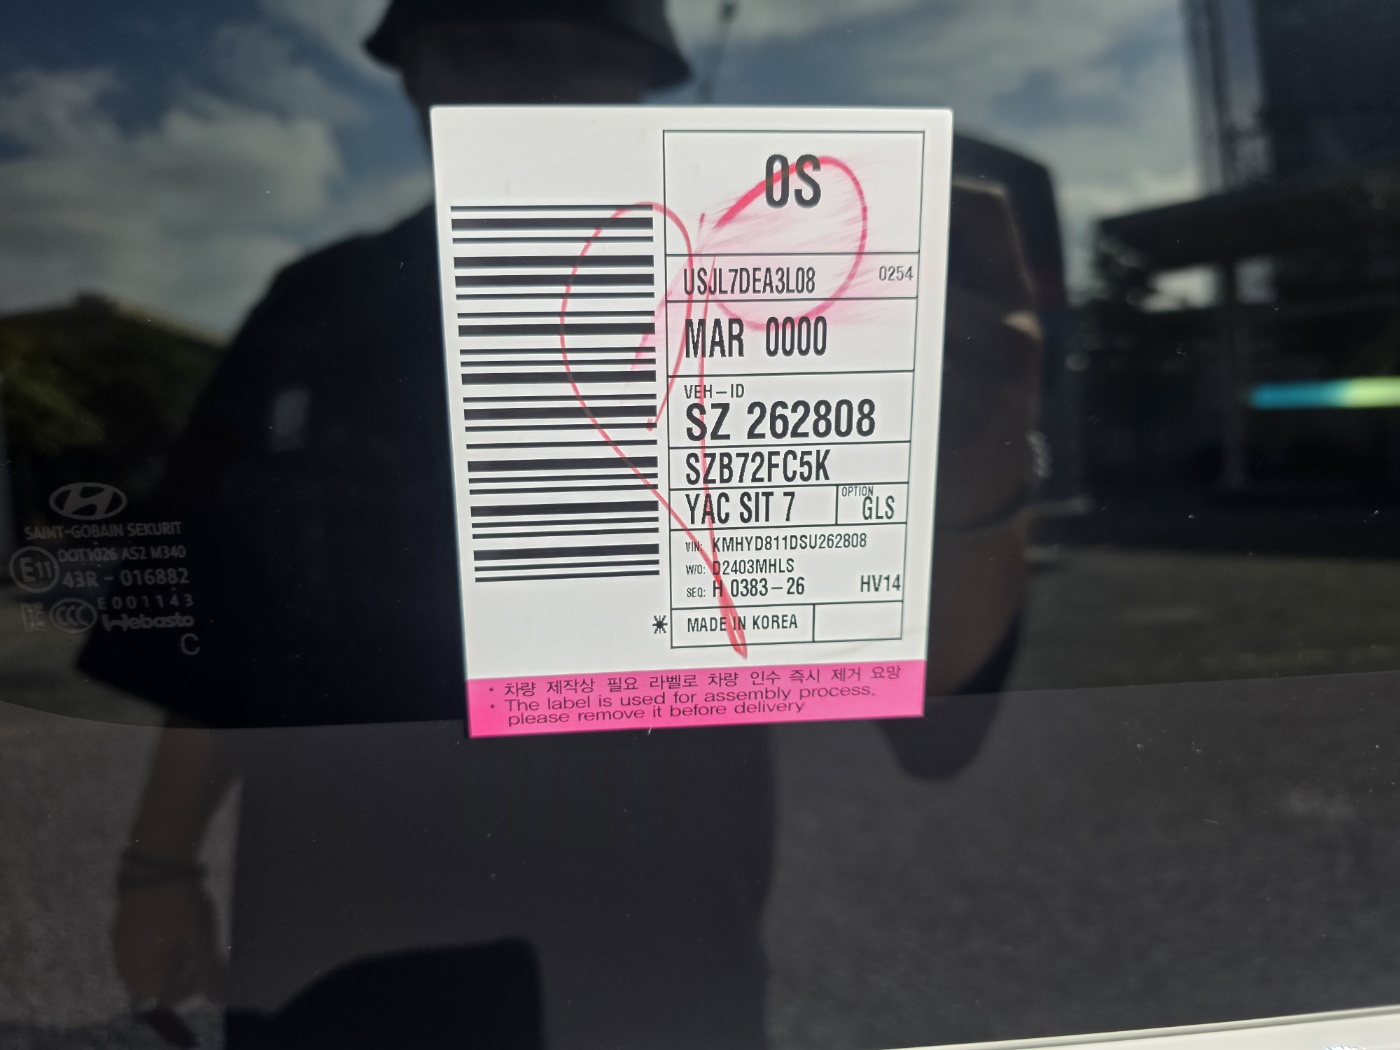 OS
USJL7DEA3L08 0254
MAR 0000
VEH-ID
SZ 262808
SZB72FC5K
YAC SIT 7 OPTION GLS
VIN: KMHYD811DSU262808
W/O: D2403MHLS
SEQ: H 0383-26 HV14
* MADE IN KOREA
• 차량 제작상 필요 라벨로 차량 인수 즉시 제거 요망
• The label is used for assembly process.
please remove it before delivery
SAINT-GOBAIN SEKURIT
E11 DOT1026 AS2 M340
43R - 016882
CCC E001143
Webasto
C